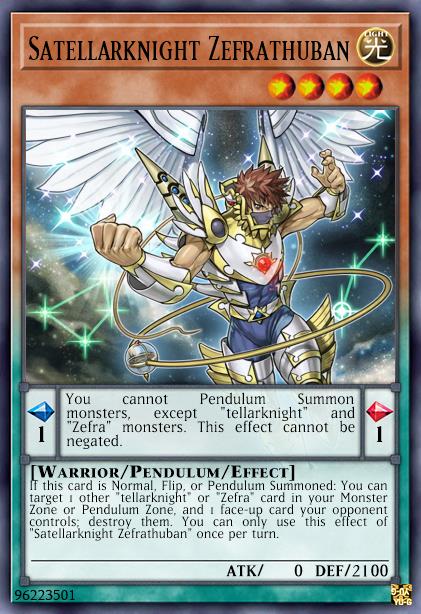 Satellarknight Zefrathuban
LIGHT
光
You cannot Pendulum Summon
monsters, except "tellarknight" and
"Zefra" monsters. This effect cannot be
negated.
1
1
[Warrior/Pendulum/Effect]
If this card is Normal, Flip, or Pendulum Summoned: You can
target 1 other "tellarknight" or "Zefra" card in your Monster
Zone or Pendulum Zone, and 1 face-up card your opponent
controls; destroy them. You can only use this effect of
"Satellarknight Zefrathuban" once per turn.
ATK/ 0 DEF/2100
96223501